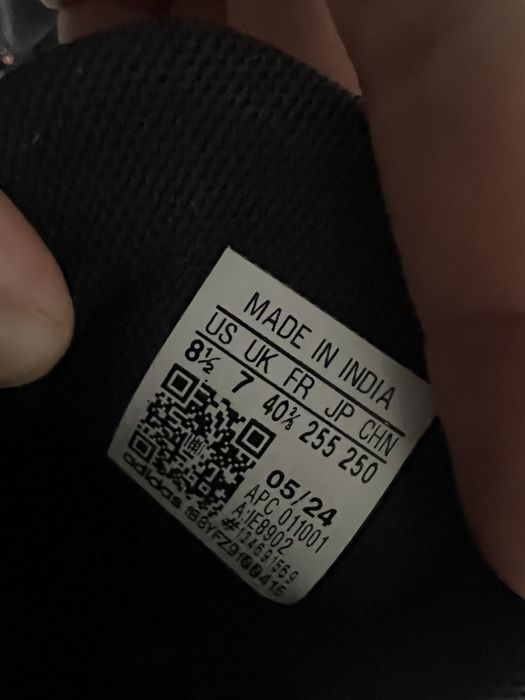 MADE IN INDIA
US UK FR JP CHN
8½ 7 40⅔ 255 250
05/24
APC 011001
A:IE8902
#134691569
adidas